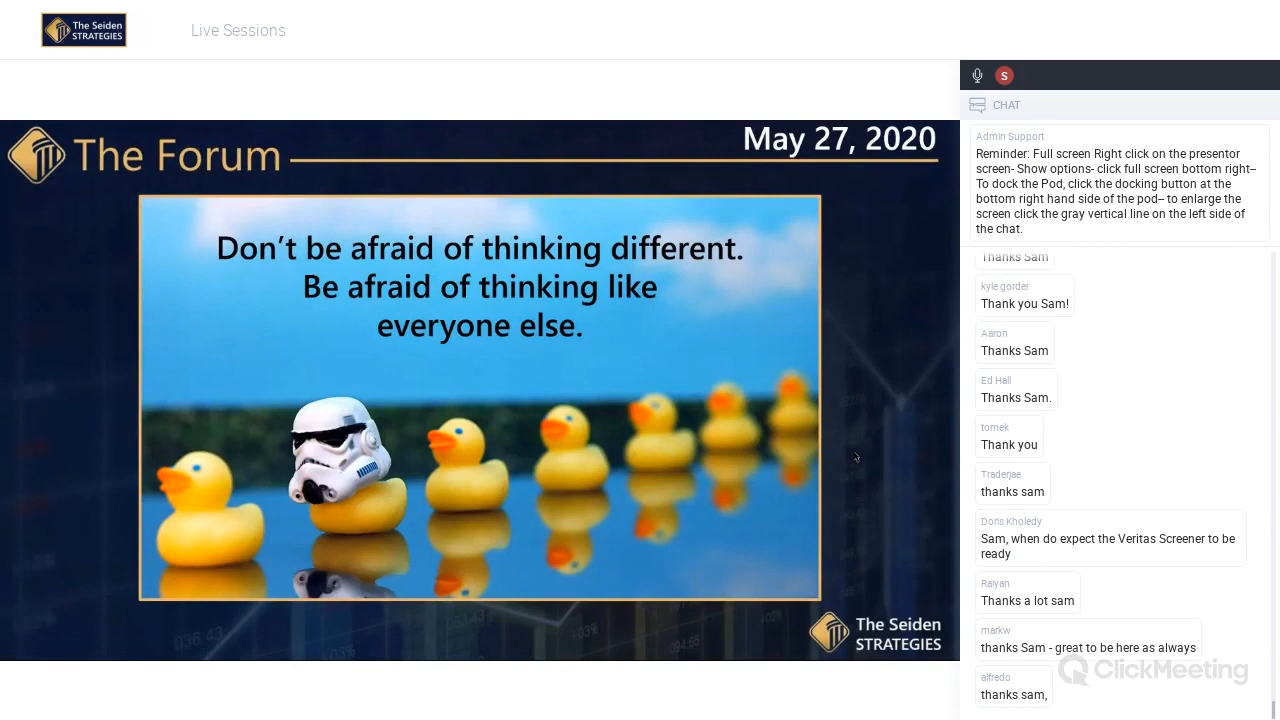 The Seiden
STRATEGIES
Live Sessions
The Forum
May 27, 2020
Don't be afraid of thinking different.
Be afraid of thinking like
everyone else.
The Seiden
STRATEGIES
S
CHAT
Admin Support
Reminder: Full screen Right click on the presentor
screen- Show options- click full screen bottom right--
To dock the Pod, click the docking button at the
bottom right hand side of the pod-- to enlarge the
screen click the gray vertical line on the left side of
the chat.
Thanks Sam
kyle gorder
Thank you Sam!
Aaron
Thanks Sam
Ed Hall
Thanks Sam.
tomek
Thank you
Traderjae
thanks sam
Doris Kholedy
Sam, when do expect the Veritas Screener to be
ready
Raiyan
Thanks a lot sam
markw
thanks Sam - great to be here as always
alfredo
thanks sam,
ClickMeeting